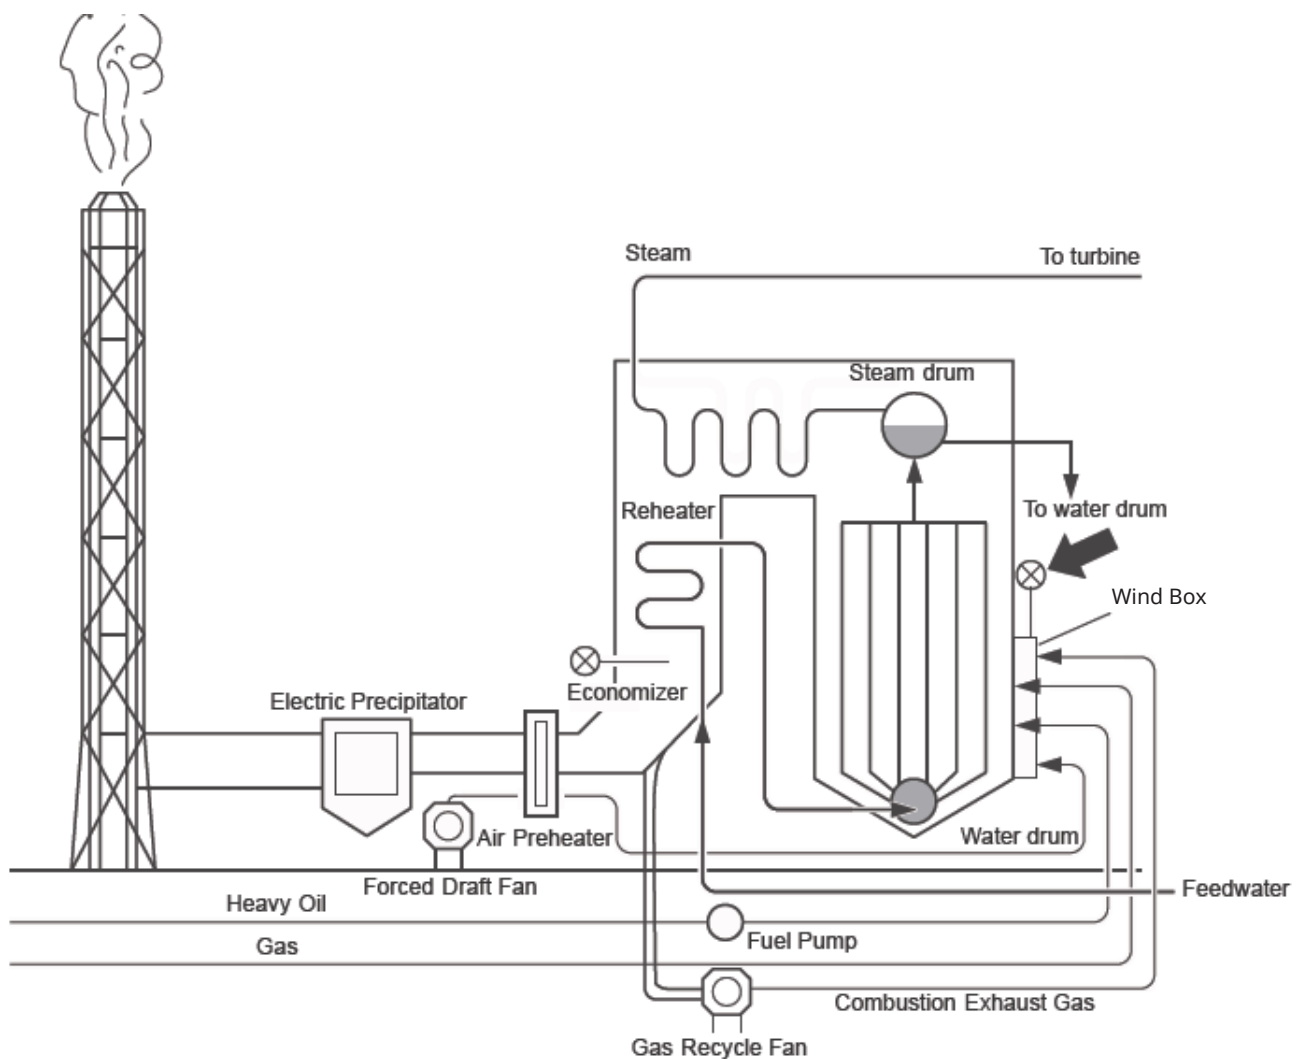 Steam
To turbine
Steam drum
Reheater
To water drum
Wind Box
Economizer
Electric Precipitator
Air Preheater
Water drum
Forced Draft Fan
Feedwater
Heavy Oil
Fuel Pump
Gas
Combustion Exhaust Gas
Gas Recycle Fan